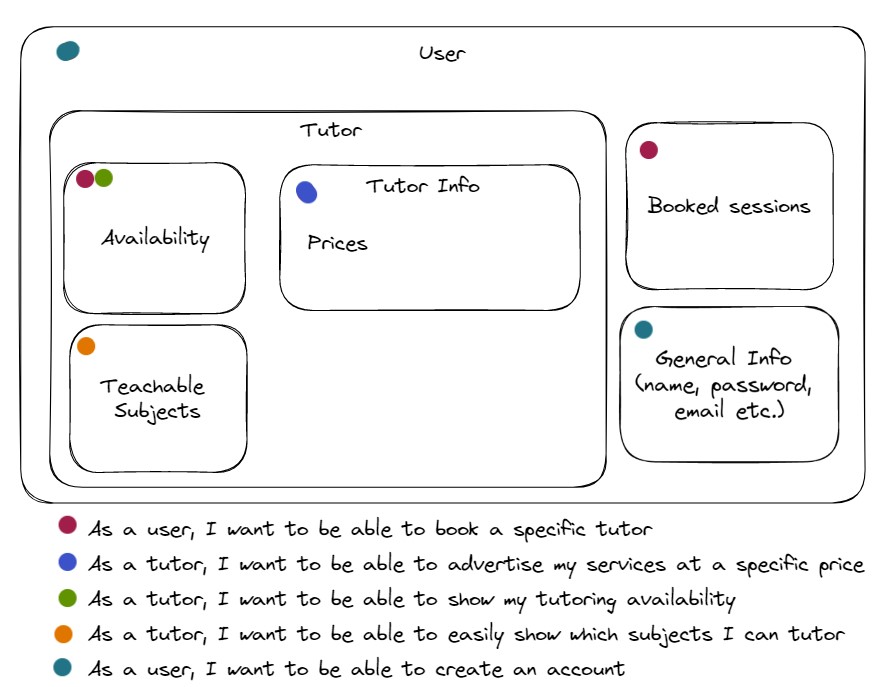 User
Tutor
Tutor Info
Booked sessions
Availability
Prices
General Info
(name, password,
email etc.)
Teachable
Subjects
As a user, I want to be able to book a specific tutor
As a tutor, I want to be able to advertise my services at a specific price
As a tutor, I want to be able to show my tutoring availability
As a tutor, I want to be able to easily show which subjects I can tutor
As a user, I want to be able to create an account